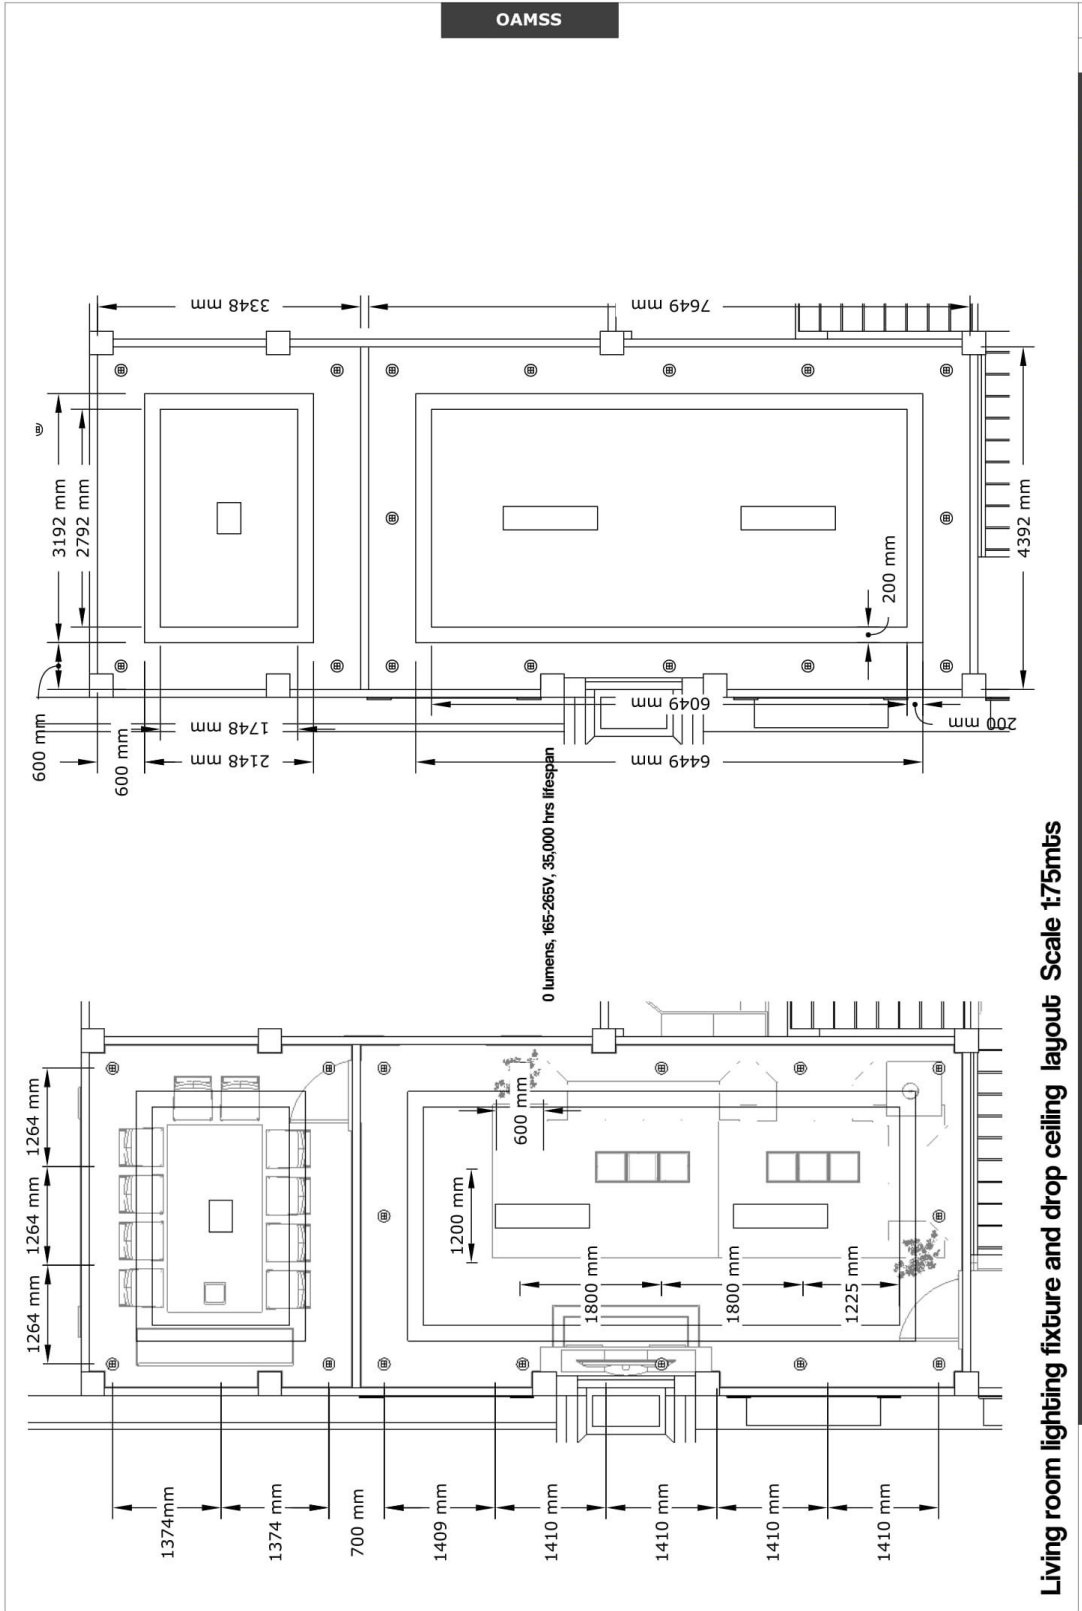 OAMSS
3348 mm
7649 mm
3192 mm
2792 mm
4392 mm
200 mm
600 mm
600 mm
1748 mm
2148 mm
6049 mm
200 mm
6449 mm
0 lumens, 165-265V, 35,000 hrs lifespan
1264 mm
1264 mm
1264 mm
600 mm
1200 mm
1800 mm
1800 mm
1225 mm
1374mm
1374 mm
700 mm
1409 mm
1410 mm
1410 mm
1410 mm
1410 mm
Living room lighting fixture and drop ceiling layout Scale 1:75mts